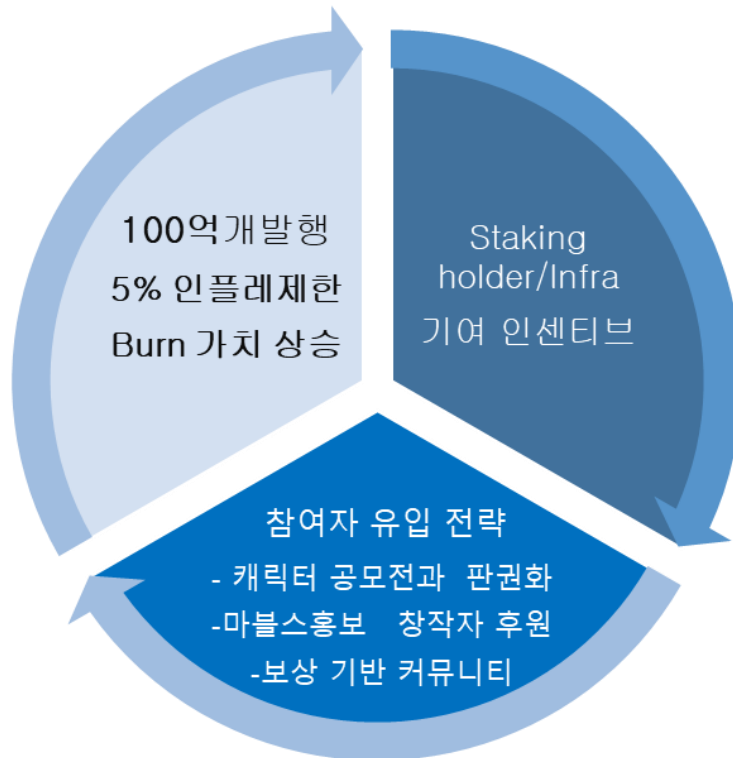 100억개발행
5% 인플레제한
Burn 가치 상승
Staking
holder/Infra
기여 인센티브
참여자 유입 전략
- 캐릭터 공모전과 판권화
-마블스홍보 창작자 후원
-보상 기반 커뮤니티